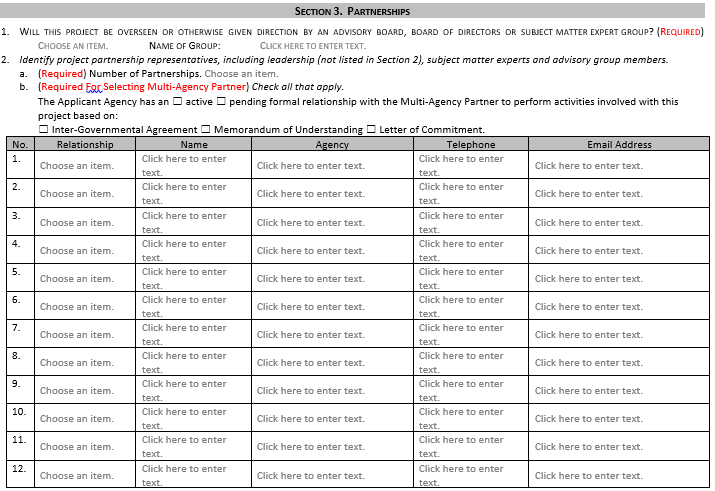 SECTION 3. PARTNERSHIPS
1. WILL THIS PROJECT BE OVERSEEN OR OTHERWISE GIVEN DIRECTION BY AN ADVISORY BOARD, BOARD OF DIRECTORS OR SUBJECT MATTER EXPERT GROUP? (REQUIRED)
CHOOSE AN ITEM. NAME OF GROUP: CLICK HERE TO ENTER TEXT.
2. Identify project partnership representatives, including leadership (not listed in Section 2), subject matter experts and advisory group members.
a. (Required) Number of Partnerships. Choose an item.
b. (Required For Selecting Multi-Agency Partner) Check all that apply.
The Applicant Agency has an ☐ active ☐ pending formal relationship with the Multi-Agency Partner to perform activities involved with this
project based on:
☐ Inter-Governmental Agreement ☐ Memorandum of Understanding ☐ Letter of Commitment.
No. Relationship Name Agency Telephone Email Address
1. Choose an item. Click here to enter text. Click here to enter text. Click here to enter text. Click here to enter text.
2. Choose an item. Click here to enter text. Click here to enter text. Click here to enter text. Click here to enter text.
3. Choose an item. Click here to enter text. Click here to enter text. Click here to enter text. Click here to enter text.
4. Choose an item. Click here to enter text. Click here to enter text. Click here to enter text. Click here to enter text.
5. Choose an item. Click here to enter text. Click here to enter text. Click here to enter text. Click here to enter text.
6. Choose an item. Click here to enter text. Click here to enter text. Click here to enter text. Click here to enter text.
7. Choose an item. Click here to enter text. Click here to enter text. Click here to enter text. Click here to enter text.
8. Choose an item. Click here to enter text. Click here to enter text. Click here to enter text. Click here to enter text.
9. Choose an item. Click here to enter text. Click here to enter text. Click here to enter text. Click here to enter text.
10. Choose an item. Click here to enter text. Click here to enter text. Click here to enter text. Click here to enter text.
11. Choose an item. Click here to enter text. Click here to enter text. Click here to enter text. Click here to enter text.
12. Choose an item. Click here to enter text. Click here to enter text. Click here to enter text. Click here to enter text.